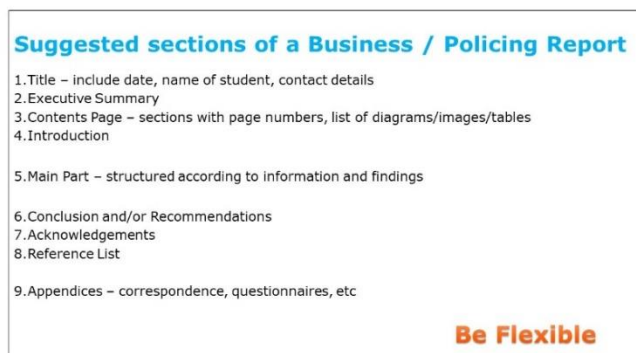 Suggested sections of a Business / Policing Report
1.Title – include date, name of student, contact details
2.Executive Summary
3.Contents Page – sections with page numbers, list of diagrams/images/tables
4.Introduction
5.Main Part – structured according to information and findings
6.Conclusion and/or Recommendations
7.Acknowledgements
8.Reference List
9.Appendices – correspondence, questionnaires, etc
Be Flexible